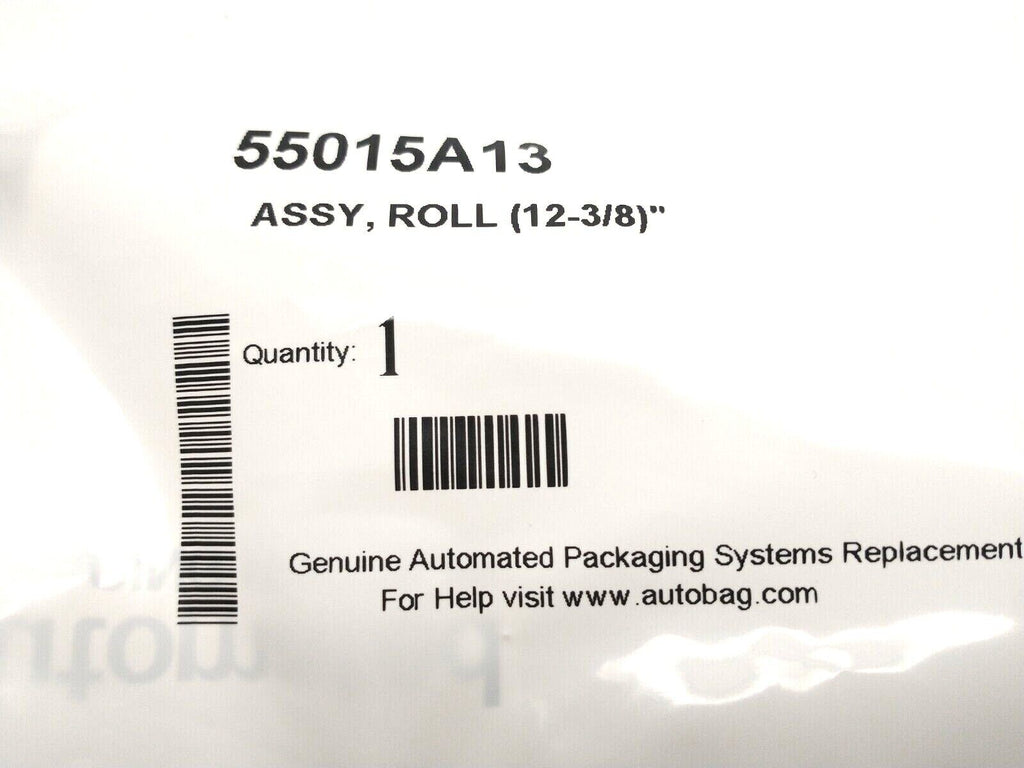 55015A13
ASSY, ROLL (12-3/8)"
Quantity: 1
Genuine Automated Packaging Systems Replacement
For Help visit www.autobag.com